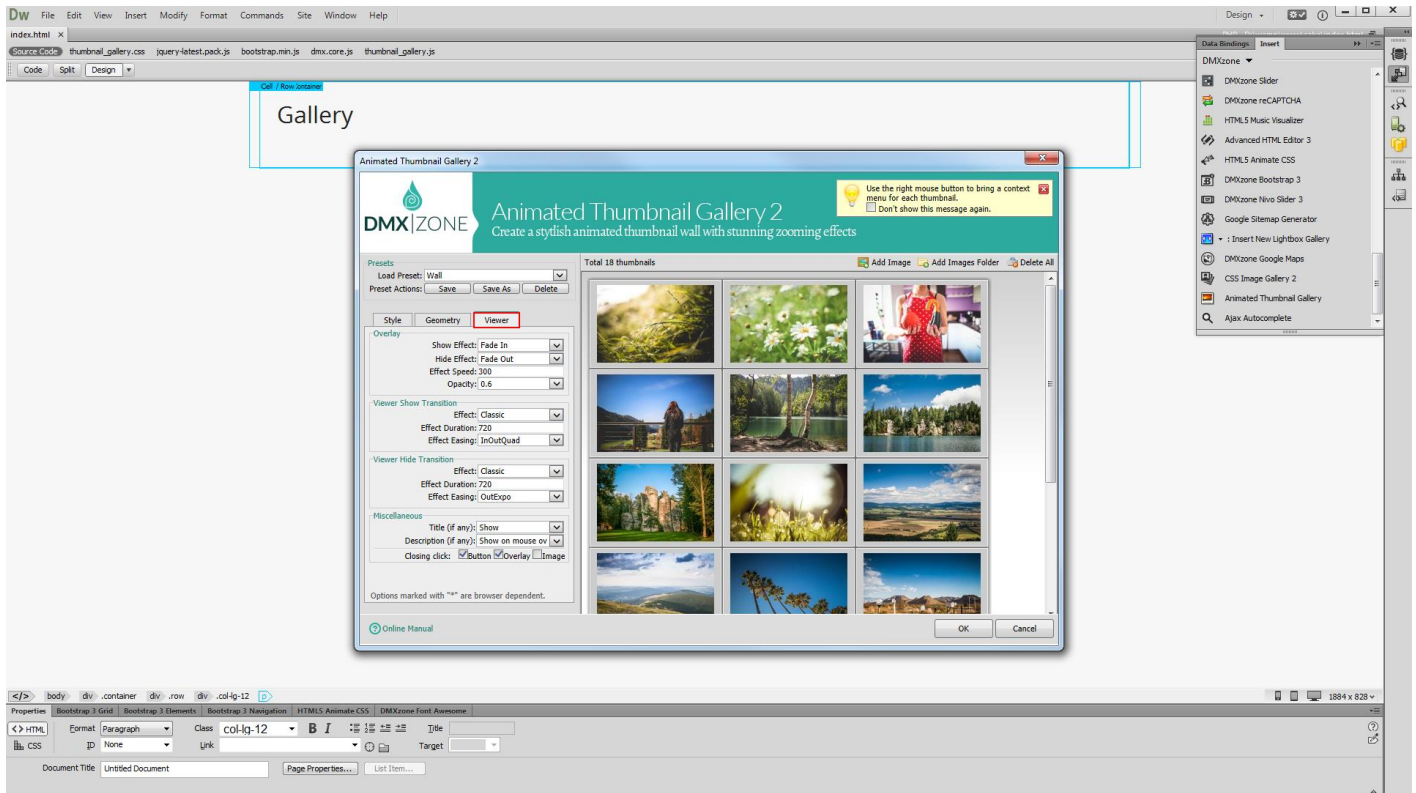 Dw File Edit View Insert Modify Format Commands Site Window Help
Design
index.html ×
Source Code thumbnail_gallery.css jquery-latest.pack.js bootstrap.min.js dmx.core.js thumbnail_gallery.js
Code Split Design
Cell / Row
Gallery
Animated Thumbnail Gallery 2
DMX|ZONE
Animated Thumbnail Gallery 2
Create a stytlish animated thumbnail wall with stunning zooming effects
Use the right mouse button to bring a context
menu for each thumbnail.
Don't show this message again.
Presets
Load Preset: Wall
Preset Actions: Save Save As Delete
Style Geometry Viewer
Overlay
Show Effect: Fade In
Hide Effect: Fade Out
Effect Speed: 300
Opacity: 0.6
Viewer Show Transition
Effect: Classic
Effect Duration: 720
Effect Easing: InOutQuad
Viewer Hide Transition
Effect: Classic
Effect Duration: 720
Effect Easing: OutExpo
Miscellaneous
Title (if any): Show
Description (if any): Show on mouse ov
Closing click: Button Overlay Image
Options marked with "*" are browser dependent.
Total 18 thumbnails
Add Image Add Images Folder Delete All
Online Manual
OK Cancel
Data Bindings Insert
DMXzone
DMXzone Slider
DMXzone reCAPTCHA
HTML5 Music Visualizer
Advanced HTML Editor 3
HTML5 Animate CSS
DMXzone Bootstrap 3
DMXzone Nivo Slider 3
Google Sitemap Generator
: Insert New Lightbox Gallery
DMXzone Google Maps
CSS Image Gallery 2
Animated Thumbnail Gallery
Ajax Autocomplete
</> body div .container div .row div .col-lg-12 p
1884 x 828
Properties Bootstrap 3 Grid Bootstrap 3 Elements Bootstrap 3 Navigation HTML5 Animate CSS DMXzone Font Awesome
<> HTML Format Paragraph Class col-lg-12 B I Title
CSS ID None Link Target
Document Title Untitled Document Page Properties... List Item...